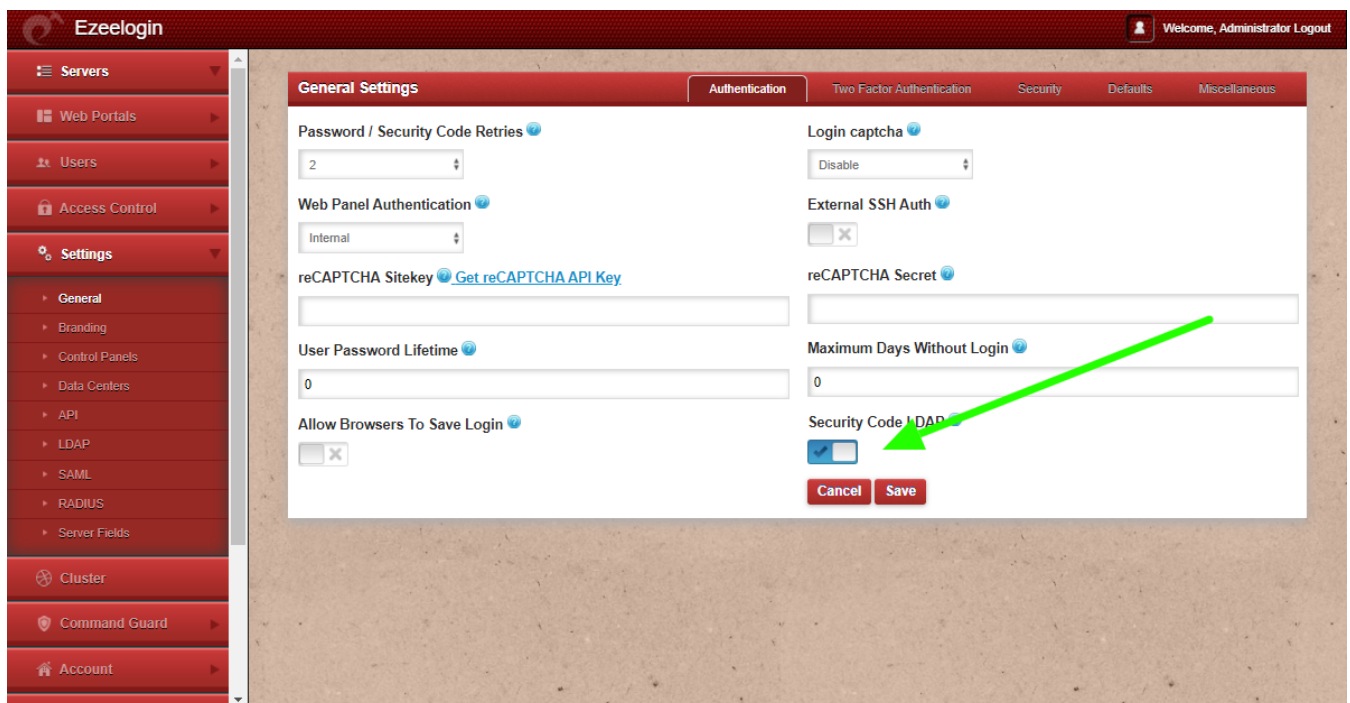 Ezeelogin
Welcome, Administrator Logout
Servers
Web Portals
Users
Access Control
Settings
General
Branding
Control Panels
Data Centers
API
LDAP
SAML
RADIUS
Server Fields
Cluster
Command Guard
Account
General Settings
Authentication
Two Factor Authentication
Security
Defaults
Miscellaneous
Password / Security Code Retries
2
Login captcha
Disable
Web Panel Authentication
Internal
External SSH Auth
reCAPTCHA Sitekey Get reCAPTCHA API Key
reCAPTCHA Secret
User Password Lifetime
0
Maximum Days Without Login
0
Allow Browsers To Save Login
Security Code LDAP
Cancel
Save